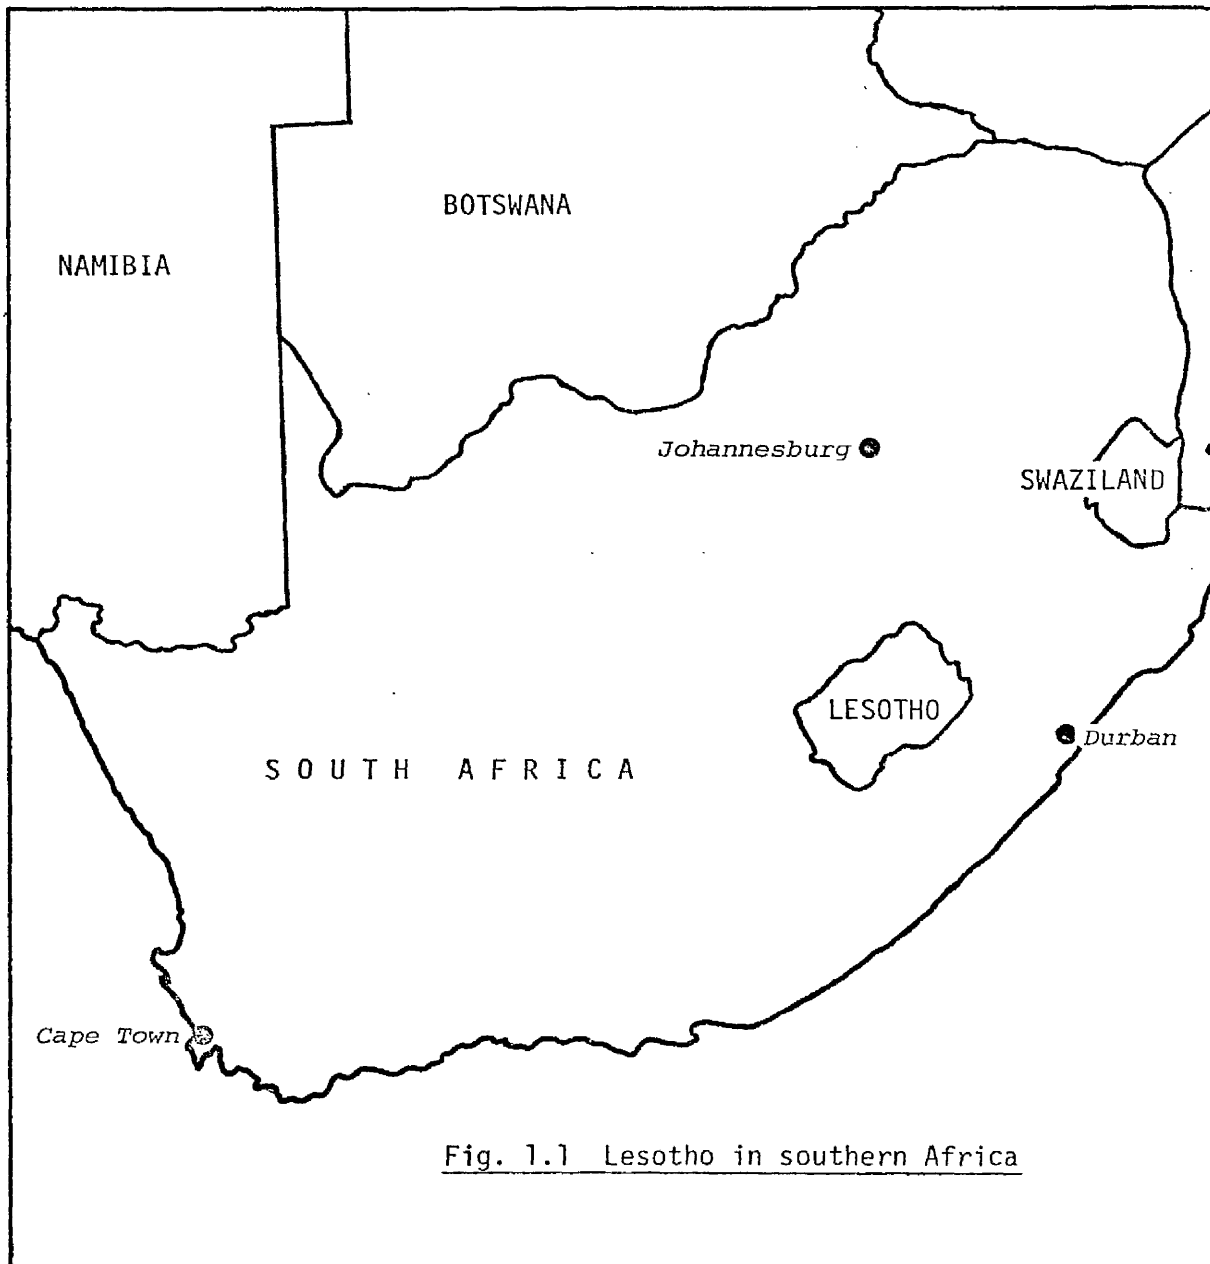 BOTSWANA
NAMIBIA
Johannesburg
SWAZILAND
LESOTHO
Durban
S O U T H A F R I C A
Cape Town
Fig. 1.1 Lesotho in southern Africa